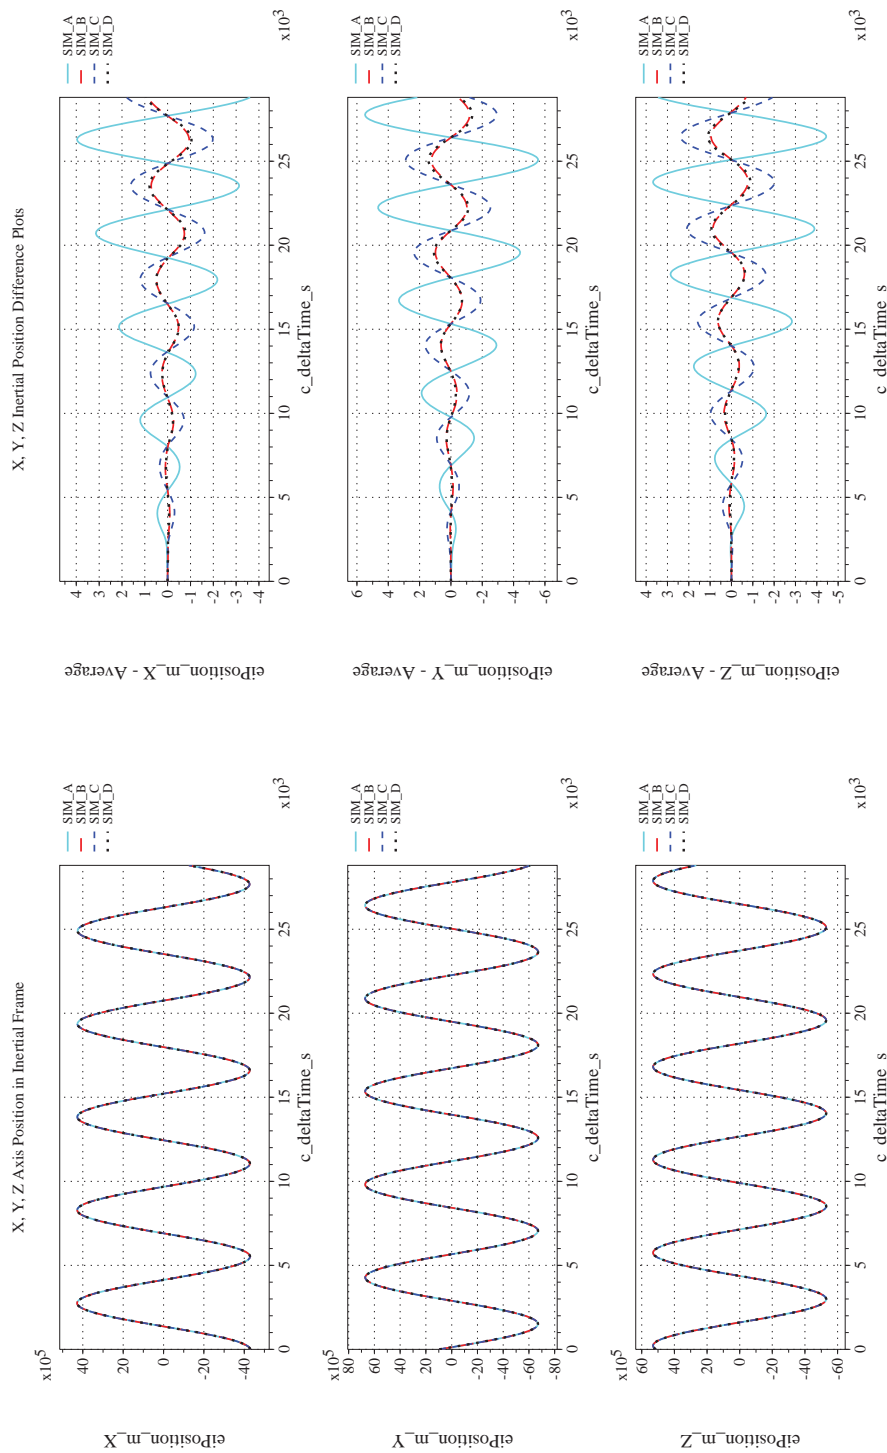 X, Y, Z Axis Position in Inertial Frame
x10^5
40
20
0
-20
-40
eiPosition_m_X
0 5 10 15 20 25
x10^3
c_deltaTime_s
SIM_A
SIM_B
SIM_C
SIM_D
x10^5
80
60
40
20
0
-20
-40
-60
-80
eiPosition_m_Y
0 5 10 15 20 25
x10^3
c_deltaTime_s
SIM_A
SIM_B
SIM_C
SIM_D
x10^5
60
40
20
0
-20
-40
-60
eiPosition_m_Z
0 5 10 15 20 25
x10^3
c deltaTime s
SIM_A
SIM_B
SIM_C
SIM_D
X, Y, Z Inertial Position Difference Plots
4
3
2
1
0
-1
-2
-3
-4
eiPosition_m_X - Average
0 5 10 15 20 25
x10^3
c_deltaTime_s
SIM_A
SIM_B
SIM_C
SIM_D
6
4
2
0
-2
-4
-6
eiPosition_m_Y - Average
0 5 10 15 20 25
x10^3
c_deltaTime_s
SIM_A
SIM_B
SIM_C
SIM_D
4
3
2
1
0
-1
-2
-3
-4
-5
eiPosition_m_Z - Average
0 5 10 15 20 25
x10^3
c deltaTime s
SIM_A
SIM_B
SIM_C
SIM_D